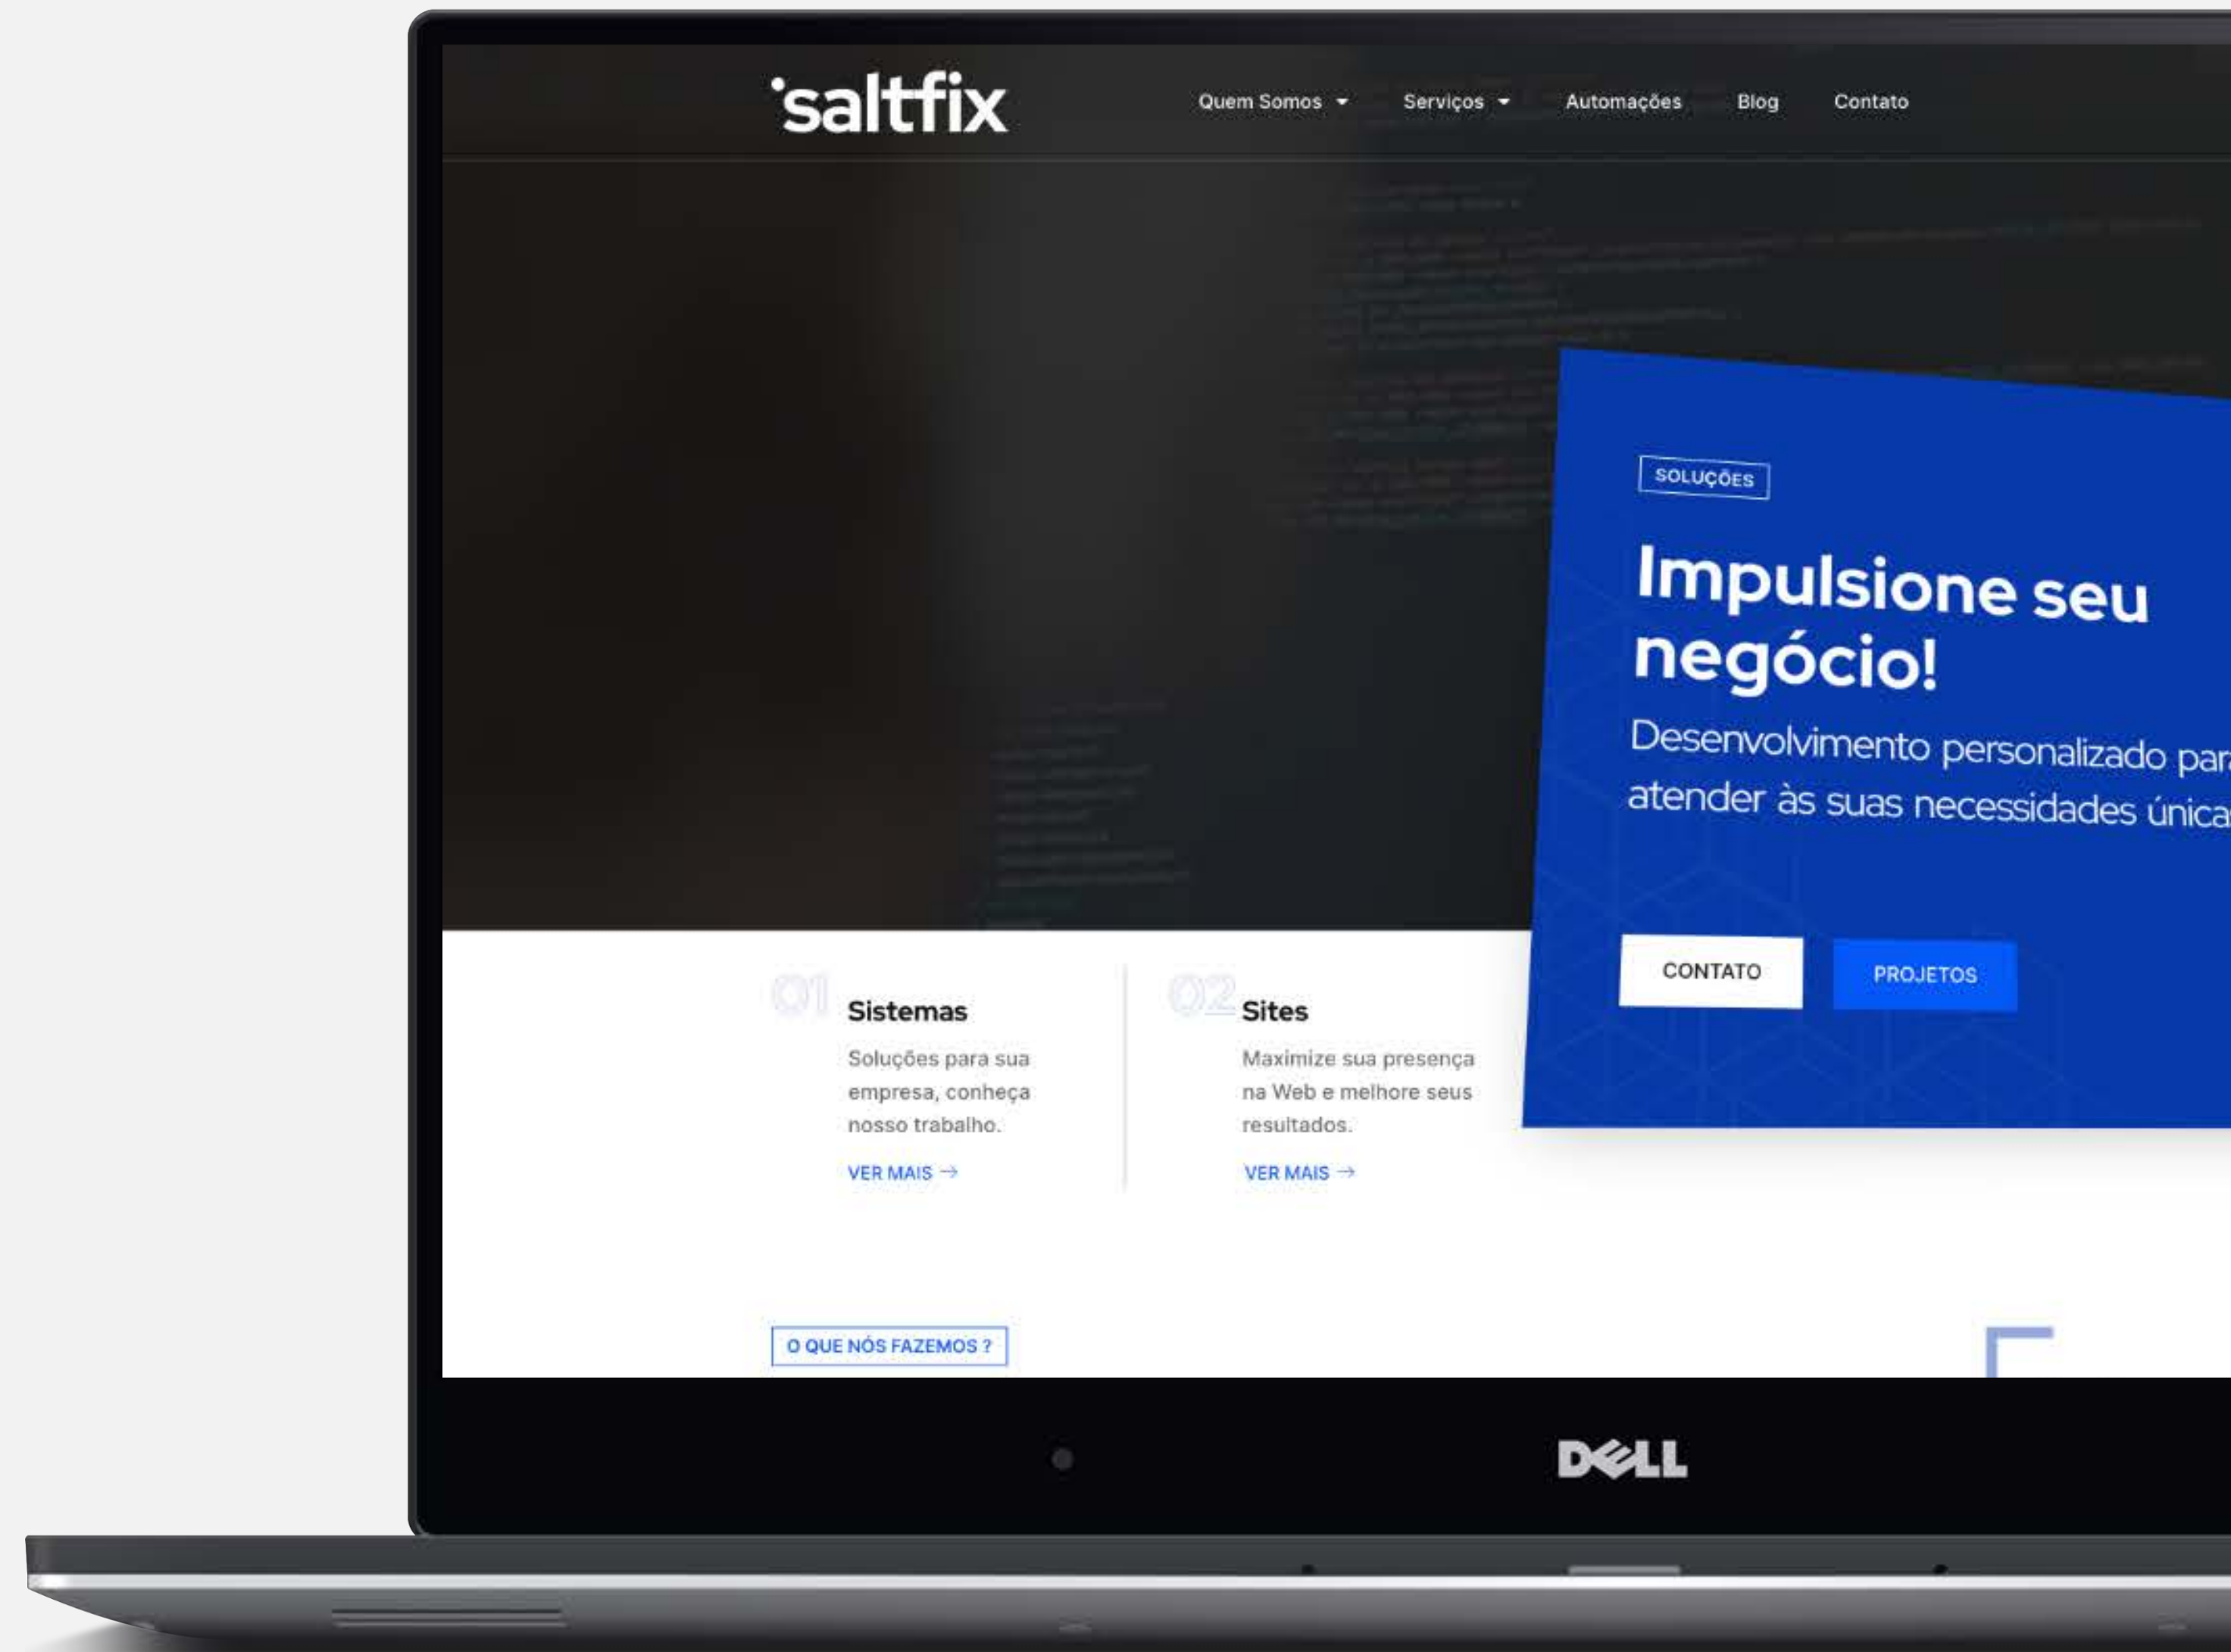 saltfix
Quem Somos
Serviços
Automações
Blog
Contato
SOLUÇÕES
Impulsione seu
negócio!
Desenvolvimento personalizado para
atender às suas necessidades únicas
CONTATO
PROJETOS
01
Sistemas
Soluções para sua
empresa, conheça
nosso trabalho.
VER MAIS →
02
Sites
Maximize sua presença
na Web e melhore seus
resultados.
VER MAIS →
O QUE NÓS FAZEMOS ?
DELL